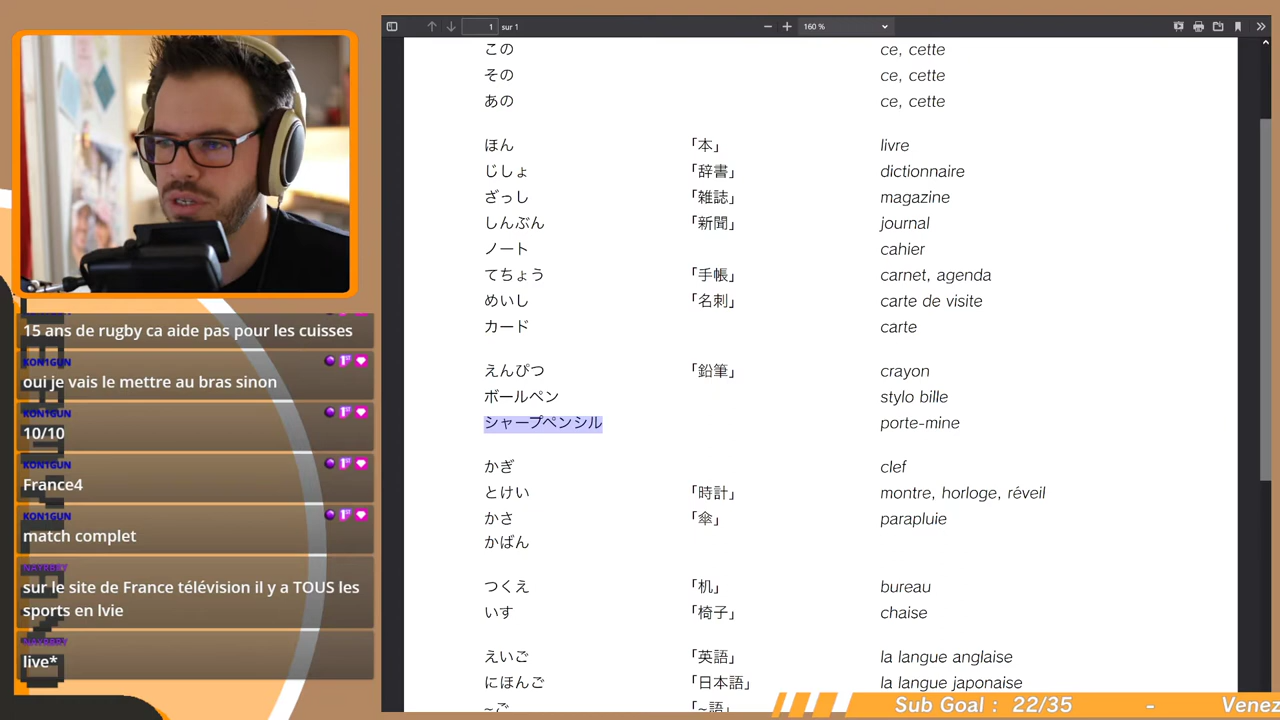 1 sur 1
160 %
この ce, cette
その ce, cette
あの ce, cette
ほん 「本」 livre
じしょ 「辞書」 dictionnaire
ざっし 「雑誌」 magazine
しんぶん 「新聞」 journal
ノート cahier
てちょう 「手帳」 carnet, agenda
めいし 「名刺」 carte de visite
カード carte
えんぴつ 「鉛筆」 crayon
ボールペン stylo bille
シャープペンシル porte-mine
かぎ clef
とけい 「時計」 montre, horloge, réveil
かさ 「傘」 parapluie
かばん
つくえ 「机」 bureau
いす 「椅子」 chaise
えいご 「英語」 la langue anglaise
にほんご 「日本語」 la langue japonaise
~ご 「~語」
15 ans de rugby ca aide pas pour les cuisses
KON1GUN
oui je vais le mettre au bras sinon
KON1GUN
10/10
KON1GUN
France4
KON1GUN
match complet
sur le site de France télévision il y a TOUS les
sports en lvie
live*
Sub Goal : 22/35 - Venez